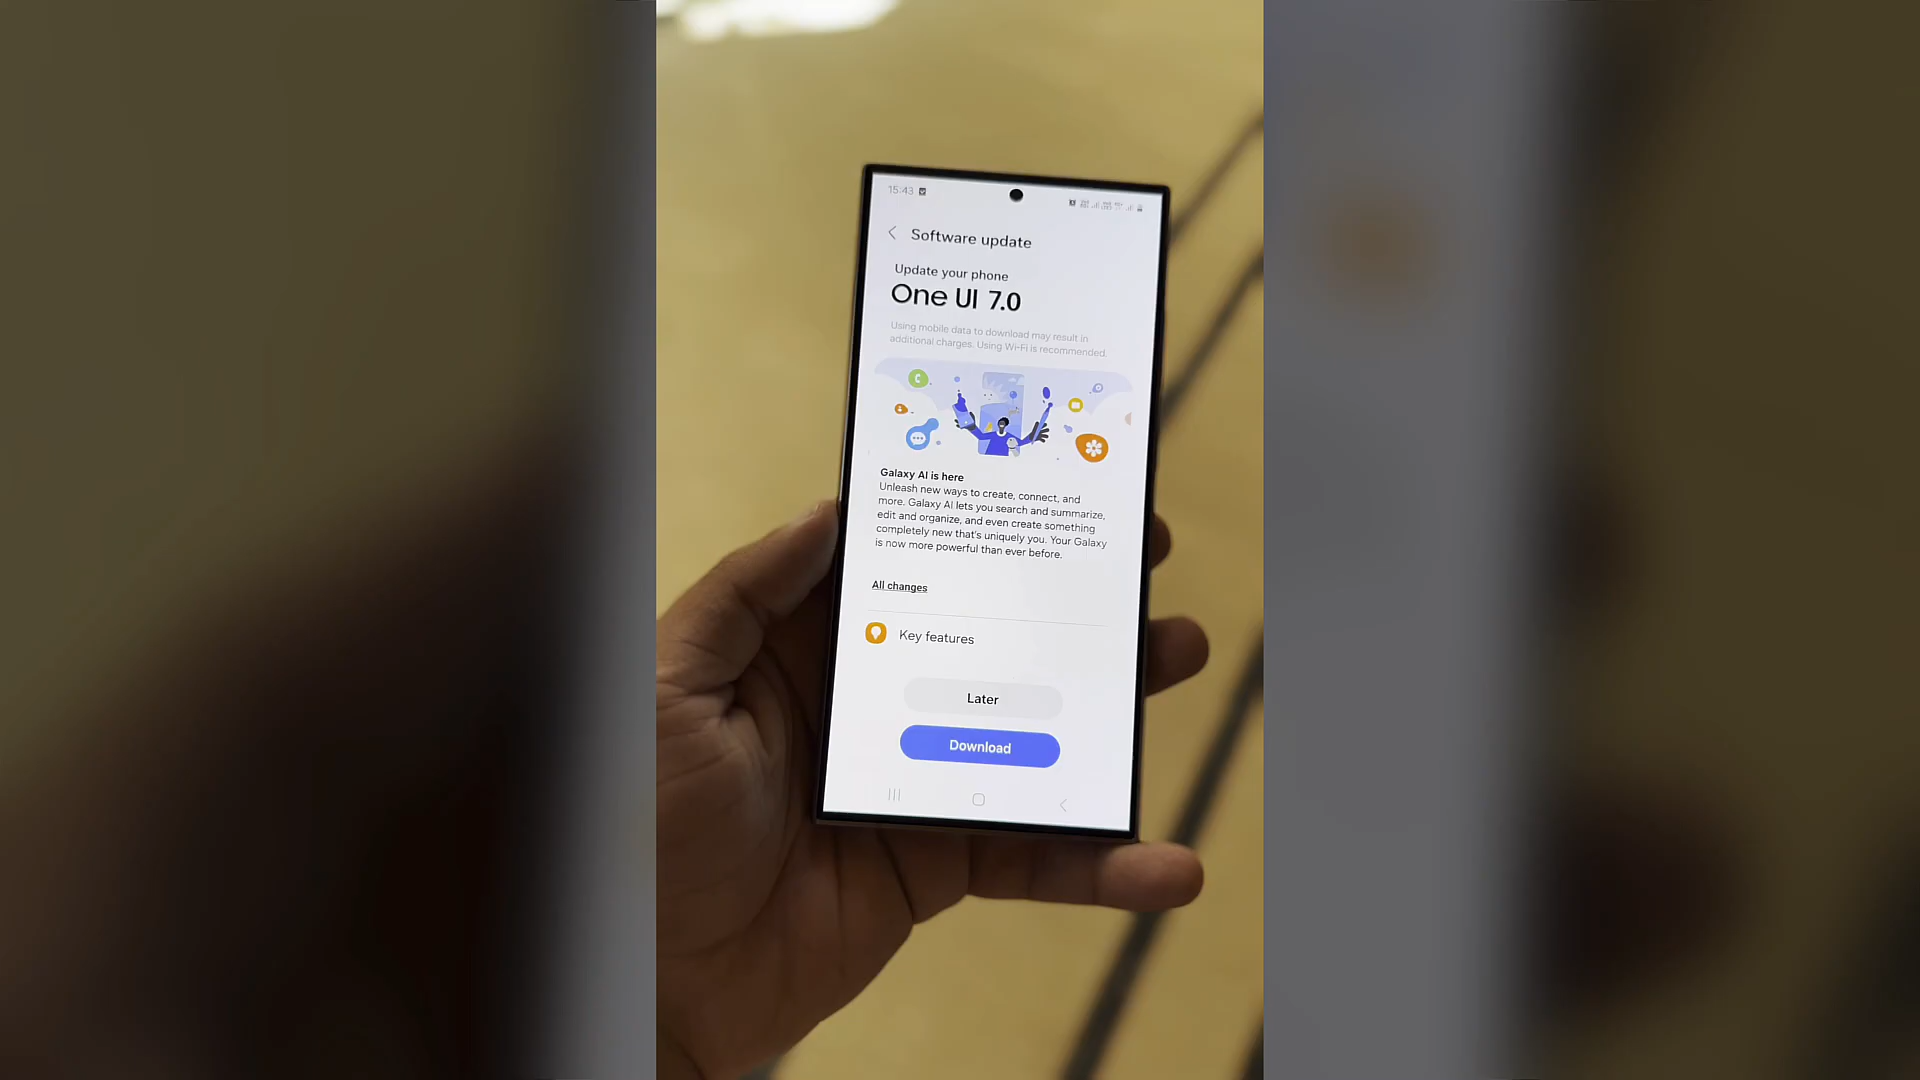 15:43
Software update
Update your phone
One UI 7.0
Using mobile data to download may result in
additional charges. Using Wi-Fi is recommended.
Galaxy AI is here
Unleash new ways to create, connect, and
more. Galaxy AI lets you search and summarize,
edit and organize, and even create something
completely new that's uniquely you. Your Galaxy
is now more powerful than ever before.
All changes
Key features
Later
Download